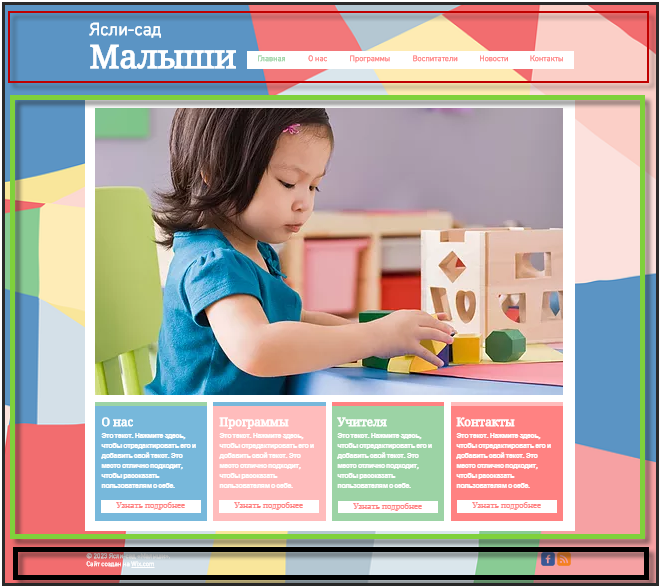 Ясли-сад
Малыши
Главная О нас Программы Воспитатели Новости Контакты
О нас
Это текст. Нажмите здесь,
чтобы отредактировать его и
добавить свой текст. Это
место отлично подходит,
чтобы рассказать
пользователям о себе.
Узнать подробнее
Программы
Это текст. Нажмите здесь,
чтобы отредактировать его и
добавить свой текст. Это
место отлично подходит,
чтобы рассказать
пользователям о себе.
Узнать подробнее
Учителя
Это текст. Нажмите здесь,
чтобы отредактировать его и
добавить свой текст. Это
место отлично подходит,
чтобы рассказать
пользователям о себе.
Узнать подробнее
Контакты
Это текст. Нажмите здесь,
чтобы отредактировать его и
добавить свой текст. Это
место отлично подходит,
чтобы рассказать
пользователям о себе.
Узнать подробнее
© 2023 Ясли-сад
Сайт создан на Wix.com